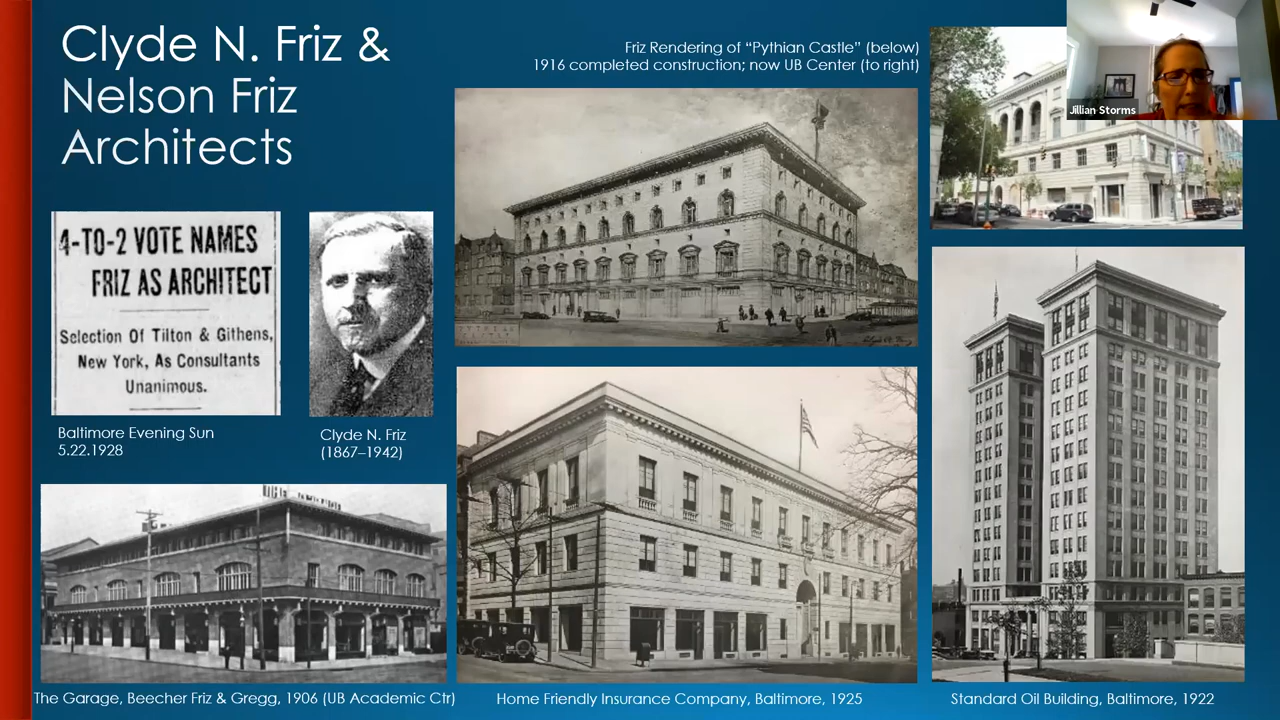 Clyde N. Friz &
Nelson Friz
Architects
Friz Rendering of “Pythian Castle” (below)
1916 completed construction; now UB Center (to right)
Jillian Storms
4-TO-2 VOTE NAMES
FRIZ AS ARCHITECT
Selection Of Tilton & Githens,
New York, As Consultants
Unanimous.
Baltimore Evening Sun
5.22.1928
Clyde N. Friz
(1867–1942)
The Garage, Beecher Friz & Gregg, 1906 (UB Academic Ctr)
Home Friendly Insurance Company, Baltimore, 1925
Standard Oil Building, Baltimore, 1922